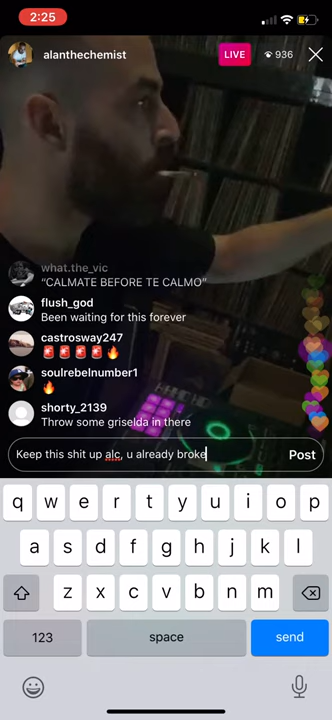 2:25
alanthechemist
LIVE
936
what.the_vic
“CALMATE BEFORE TE CALMO”
flush_god
Been waiting for this forever
castrosway247
soulrebelnumber1
shorty_2139
Throw some griselda in there
Keep this shit up alc, u already broke
Post
q w e r t y u i o p
a s d f g h j k l
z x c v b n m
123
space
send